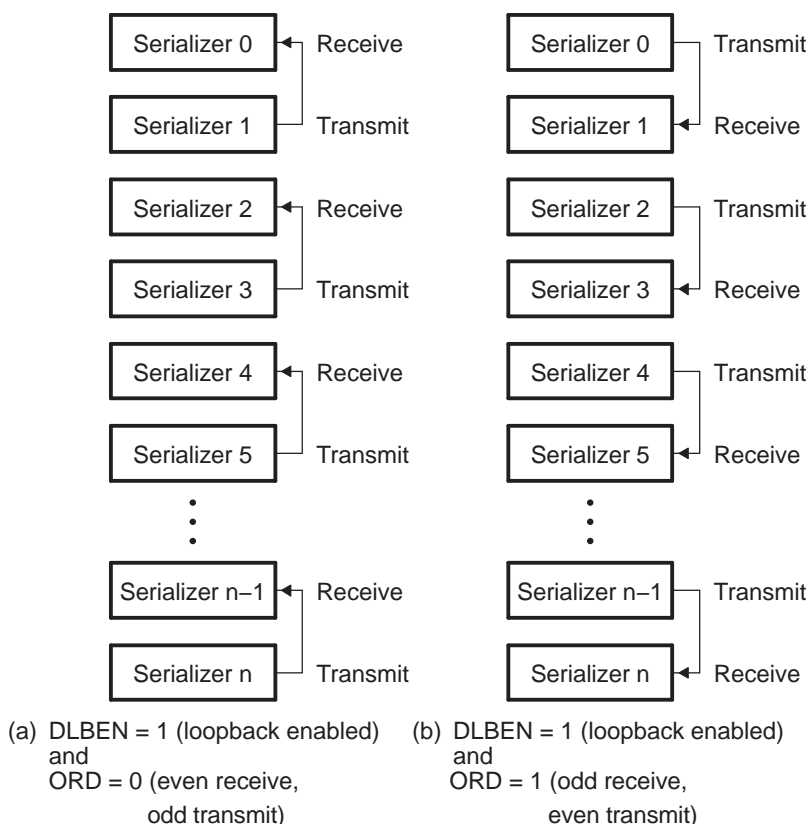 Serializer 0 Receive
Serializer 1 Transmit
Serializer 2 Receive
Serializer 3 Transmit
Serializer 4 Receive
Serializer 5 Transmit
Serializer n–1 Receive
Serializer n Transmit
(a) DLBEN = 1 (loopback enabled)
and
ORD = 0 (even receive,
odd transmit)
Serializer 0 Transmit
Serializer 1 Receive
Serializer 2 Transmit
Serializer 3 Receive
Serializer 4 Transmit
Serializer 5 Receive
Serializer n–1 Transmit
Serializer n Receive
(b) DLBEN = 1 (loopback enabled)
and
ORD = 1 (odd receive,
even transmit)